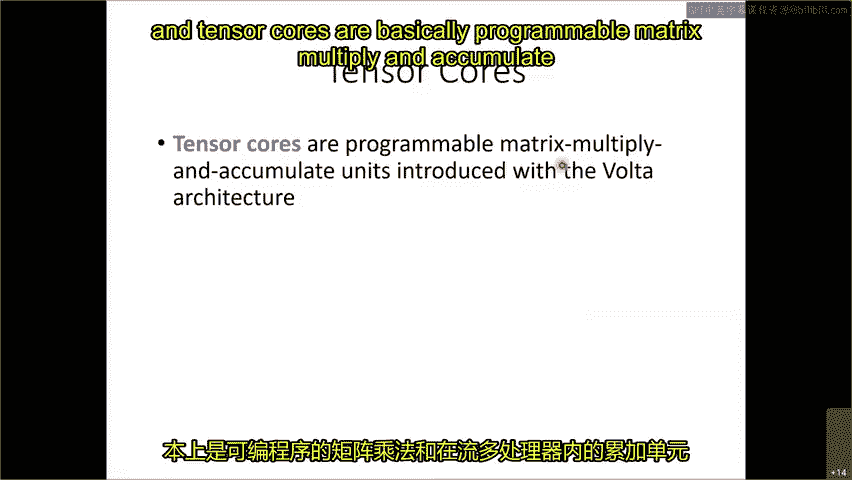 and tensor cores are basically programmable matrix
multiply and accumulate
Tensor Cores
• Tensor cores are programmable matrix-multiply-
and-accumulate units introduced with the Volta
architecture
本上是可编程序的矩阵乘法和在流多处理器内的累加单元
+14